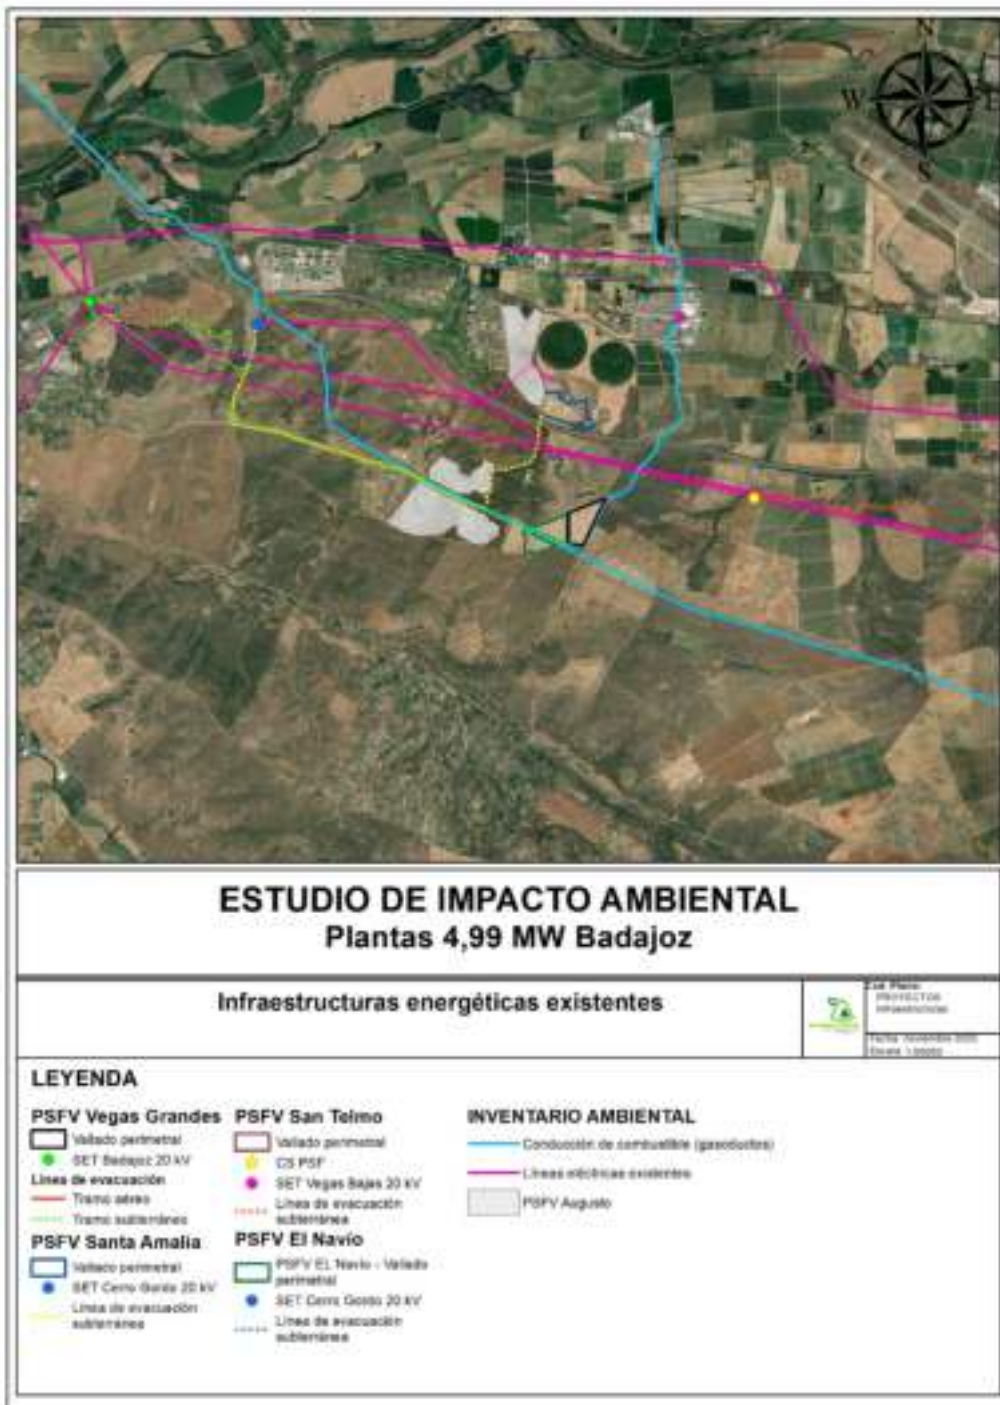 N
W
E
S
ESTUDIO DE IMPACTO AMBIENTAL
Plantas 4,99 MW Badajoz
Infraestructuras energéticas existentes
LEYENDA
PSFV Vegas Grandes
Vallado perimetral
SET Badajoz 20 kV
Línea de evacuación
Tramo aéreo
Tramo subterráneo
PSFV Santa Amalia
Vallado perimetral
SET Cerro Gordo 20 kV
Línea de evacuación
subterránea
PSFV San Telmo
Vallado perimetral
CS PSF
SET Vegas Bajas 20 kV
Línea de evacuación
subterránea
PSFV El Navío
PSFV EL Navío - Vallado
perimetral
SET Cerro Gordo 20 kV
Línea de evacuación
subterránea
INVENTARIO AMBIENTAL
Conducción de combustible (gasoductos)
Líneas eléctricas existentes
PSFV Augusto